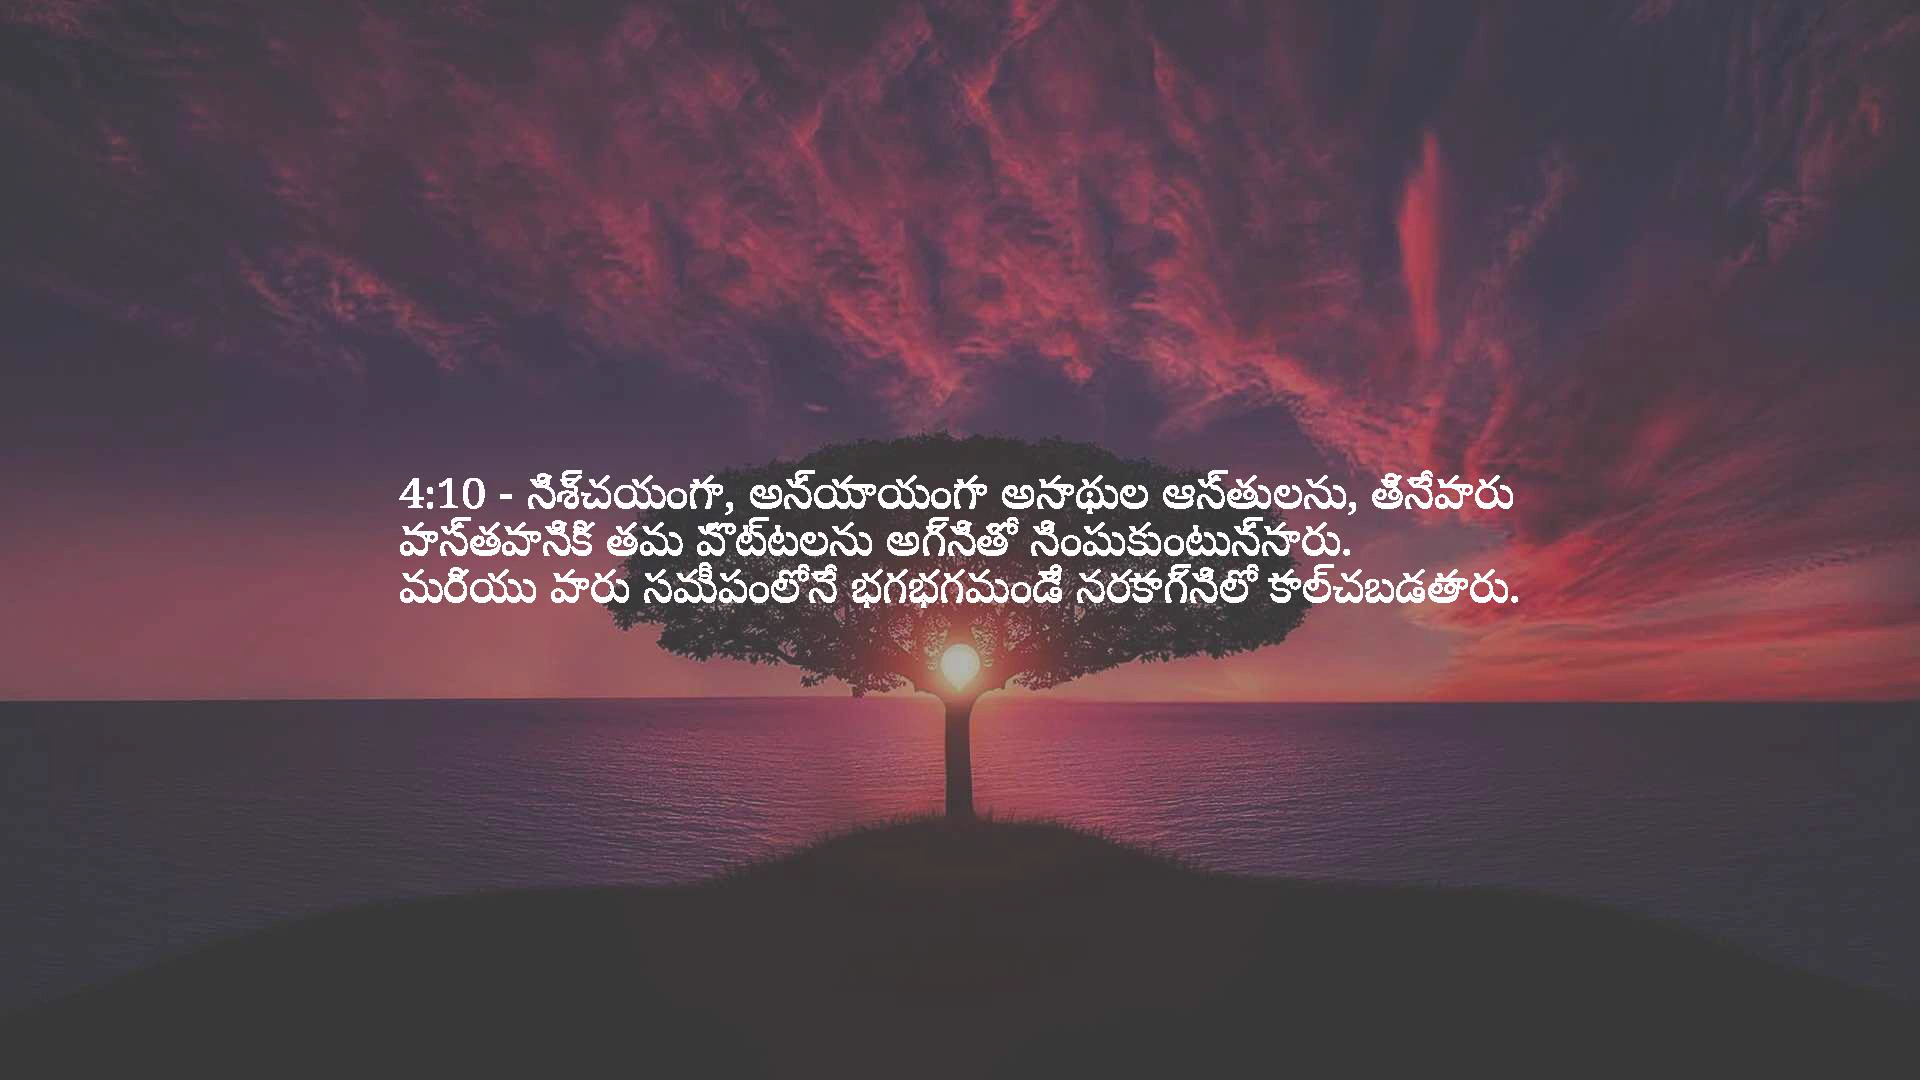 4:10 - నిశ్చయంగా, అన్యాయంగా అనాథుల ఆస్తులను, తినేవారు
వాస్తవానికి తమ పొట్టలను అగ్నితో నింపుకుంటున్నారు.
మరియు వారు సమీపంలోనే భగభగమండే నరకాగ్నిలో కాల్చబడతారు.